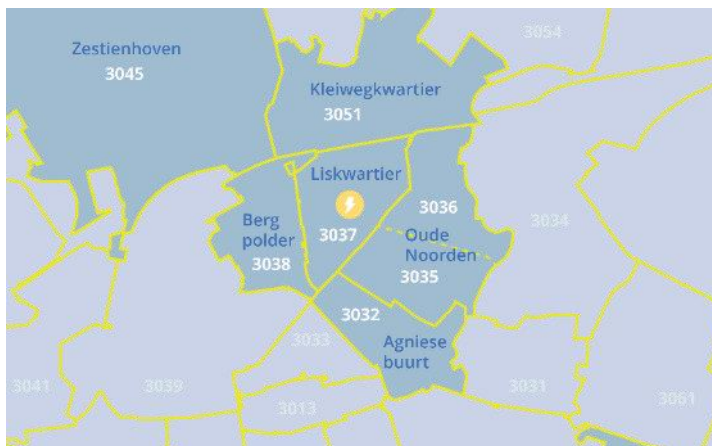 3054
Zestienhoven
3045
Kleiwegkwartier
3051
Liskwartier
3037
3036
3034
Berg
polder
3038
Oude
Noorden
3035
3032
3033
Agniese
buurt
3041
3039
3013
3031
3061